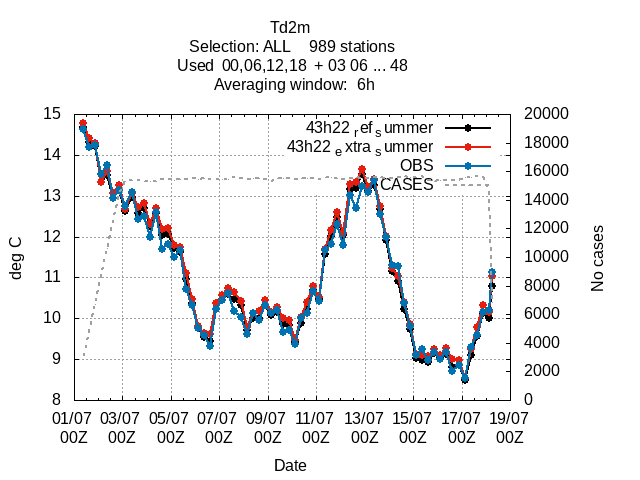 Td2m
Selection: ALL 989 stations
Used 00,06,12,18 + 03 06 ... 48
Averaging window: 6h
15
14
13
12
11
10
9
8
deg C
20000
18000
16000
14000
12000
10000
8000
6000
4000
2000
0
No cases
43h22 ref summer
43h22 extra summer
OBS
CASES
01/07 03/07 05/07 07/07 09/07 11/07 13/07 15/07 17/07 19/07
00Z 00Z 00Z 00Z 00Z 00Z 00Z 00Z 00Z 00Z
Date